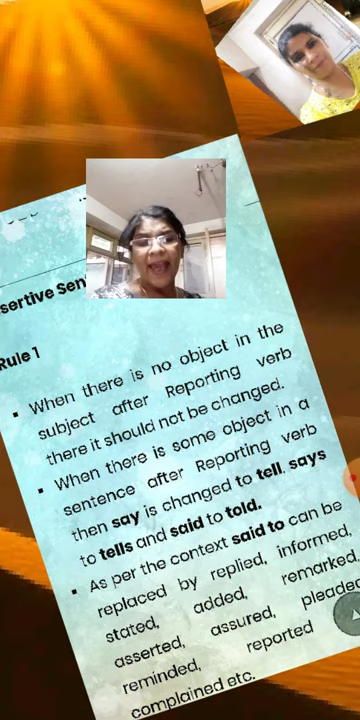 sertive Sen
Rule 1
▪ When there is no object in the
subject after Reporting verb
there it should not be changed.
▪ When there is some object in a
sentence after Reporting verb
then say is changed to tell. says
to tells and said to told.
▪ As per the context said to can be
replaced by replied, informed,
stated, added, remarked,
asserted, assured, pleaded
reminded, reported
complained etc.